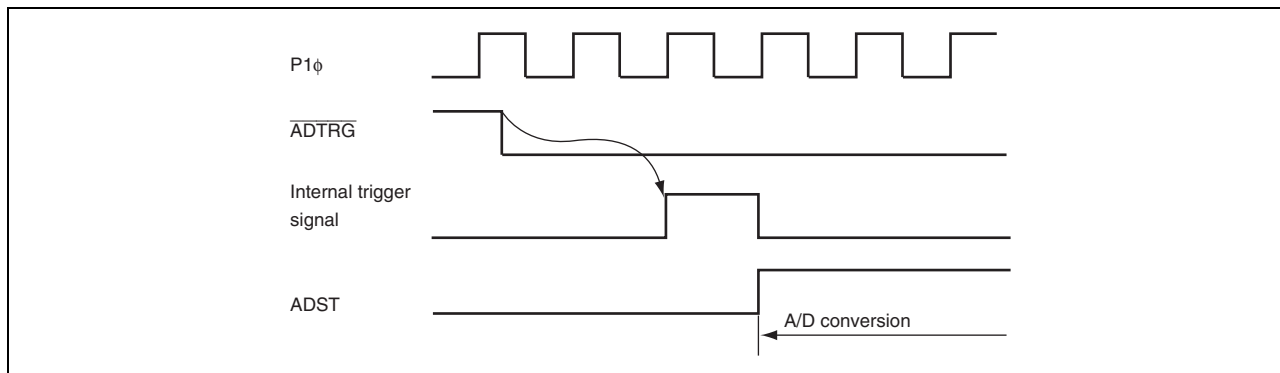 P1ϕ
ADTRG
Internal trigger
signal
ADST
A/D conversion